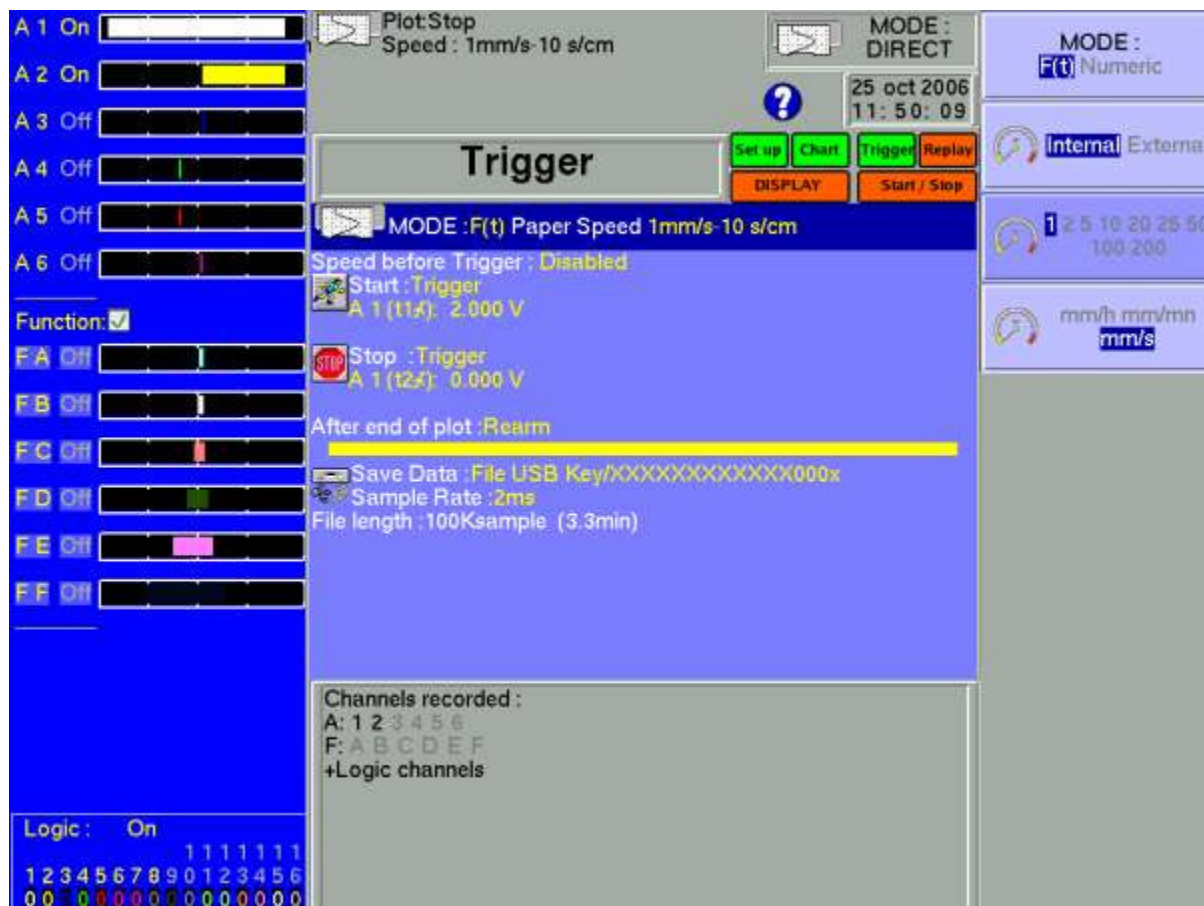 A 1 On
A 2 On
A 3 Off
A 4 Off
A 5 Off
A 6 Off
Function:
F A Off
F B Off
F C Off
F D Off
F E Off
F F Off
Logic : On
1 1 1 1 1 1 1
1 2 3 4 5 6 7 8 9 0 1 2 3 4 5 6
Plot:Stop
Speed : 1mm/s-10 s/cm
MODE :
DIRECT
25 oct 2006
11: 50: 09
Trigger
Set up Chart Trigger Replay
DISPLAY Start / Stop
MODE :F(t) Paper Speed 1mm/s-10 s/cm
Speed before Trigger : Disabled
Start :Trigger
A 1 (t1): 2.000 V
STOP
Stop :Trigger
A 1 (t2): 0.000 V
After end of plot :Rearm
Save Data :File USB Key/XXXXXXXXXXXX000x
Sample Rate :2ms
File length :100Ksample (3.3min)
Channels recorded :
A: 1 2 3 4 5 6
F: A B C D E F
+Logic channels
MODE :
F(t) Numeric
Internal Externa
1 2 5 10 20 25 50
100 200
mm/h mm/mn
mm/s